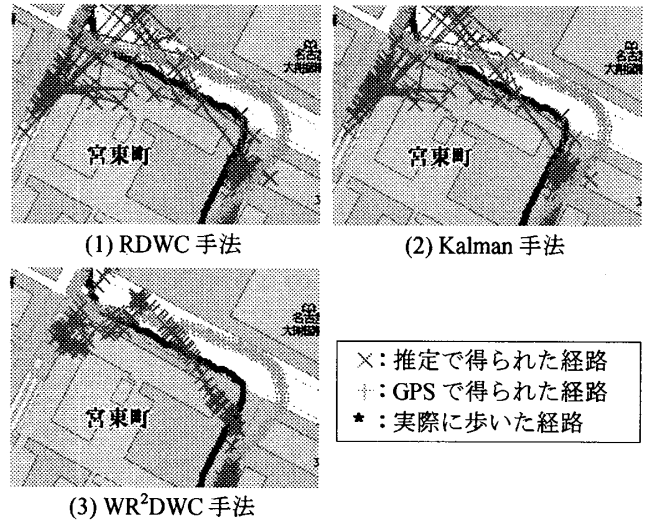 宮東町
(1) RDWC 手法
宮東町
(2) Kalman 手法
宮東町
(3) WR²DWC 手法
×：推定で得られた経路
+：GPS で得られた経路
★：実際に歩いた経路